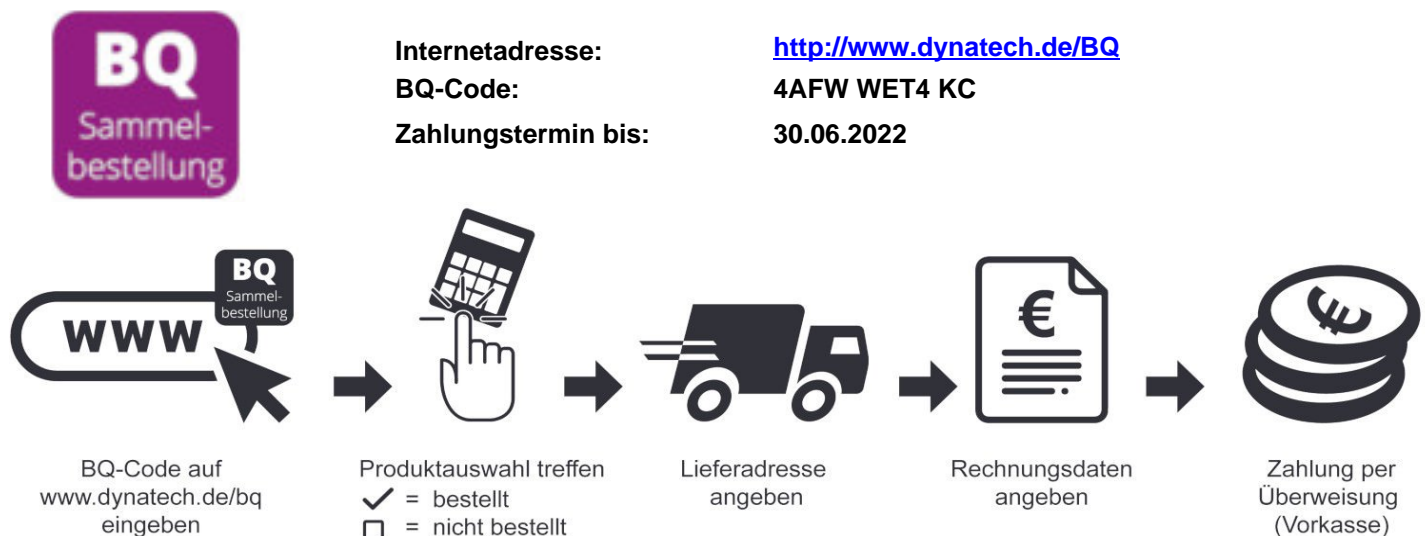 BQ
Sammel-
bestellung
Internetadresse: http://www.dynatech.de/BQ
BQ-Code: 4AFW WET4 KC
Zahlungstermin bis: 30.06.2022
www
BQ
Sammel-
bestellung
€
€
BQ-Code auf
www.dynatech.de/bq
eingeben
Produktauswahl treffen
✓ = bestellt
☐ = nicht bestellt
Lieferadresse
angeben
Rechnungsdaten
angeben
Zahlung per
Überweisung
(Vorkasse)